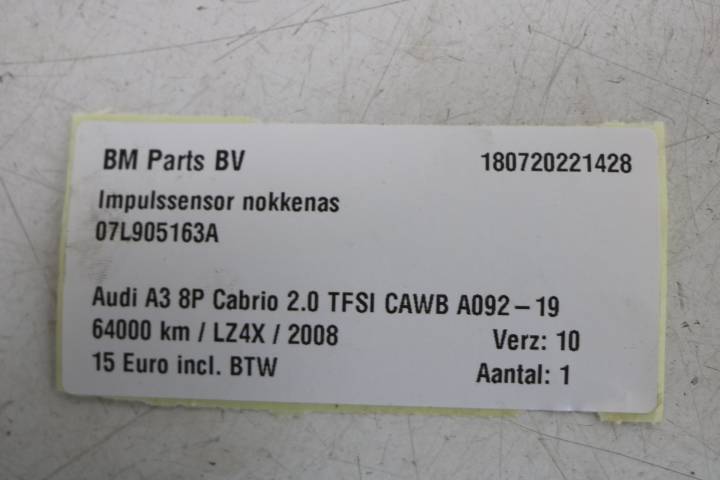 BM Parts BV 180720221428
Impulssensor nokkenas
07L905163A
Audi A3 8P Cabrio 2.0 TFSI CAWB A092-19
64000 km / LZ4X / 2008 Verz: 10
15 Euro incl. BTW Aantal: 1